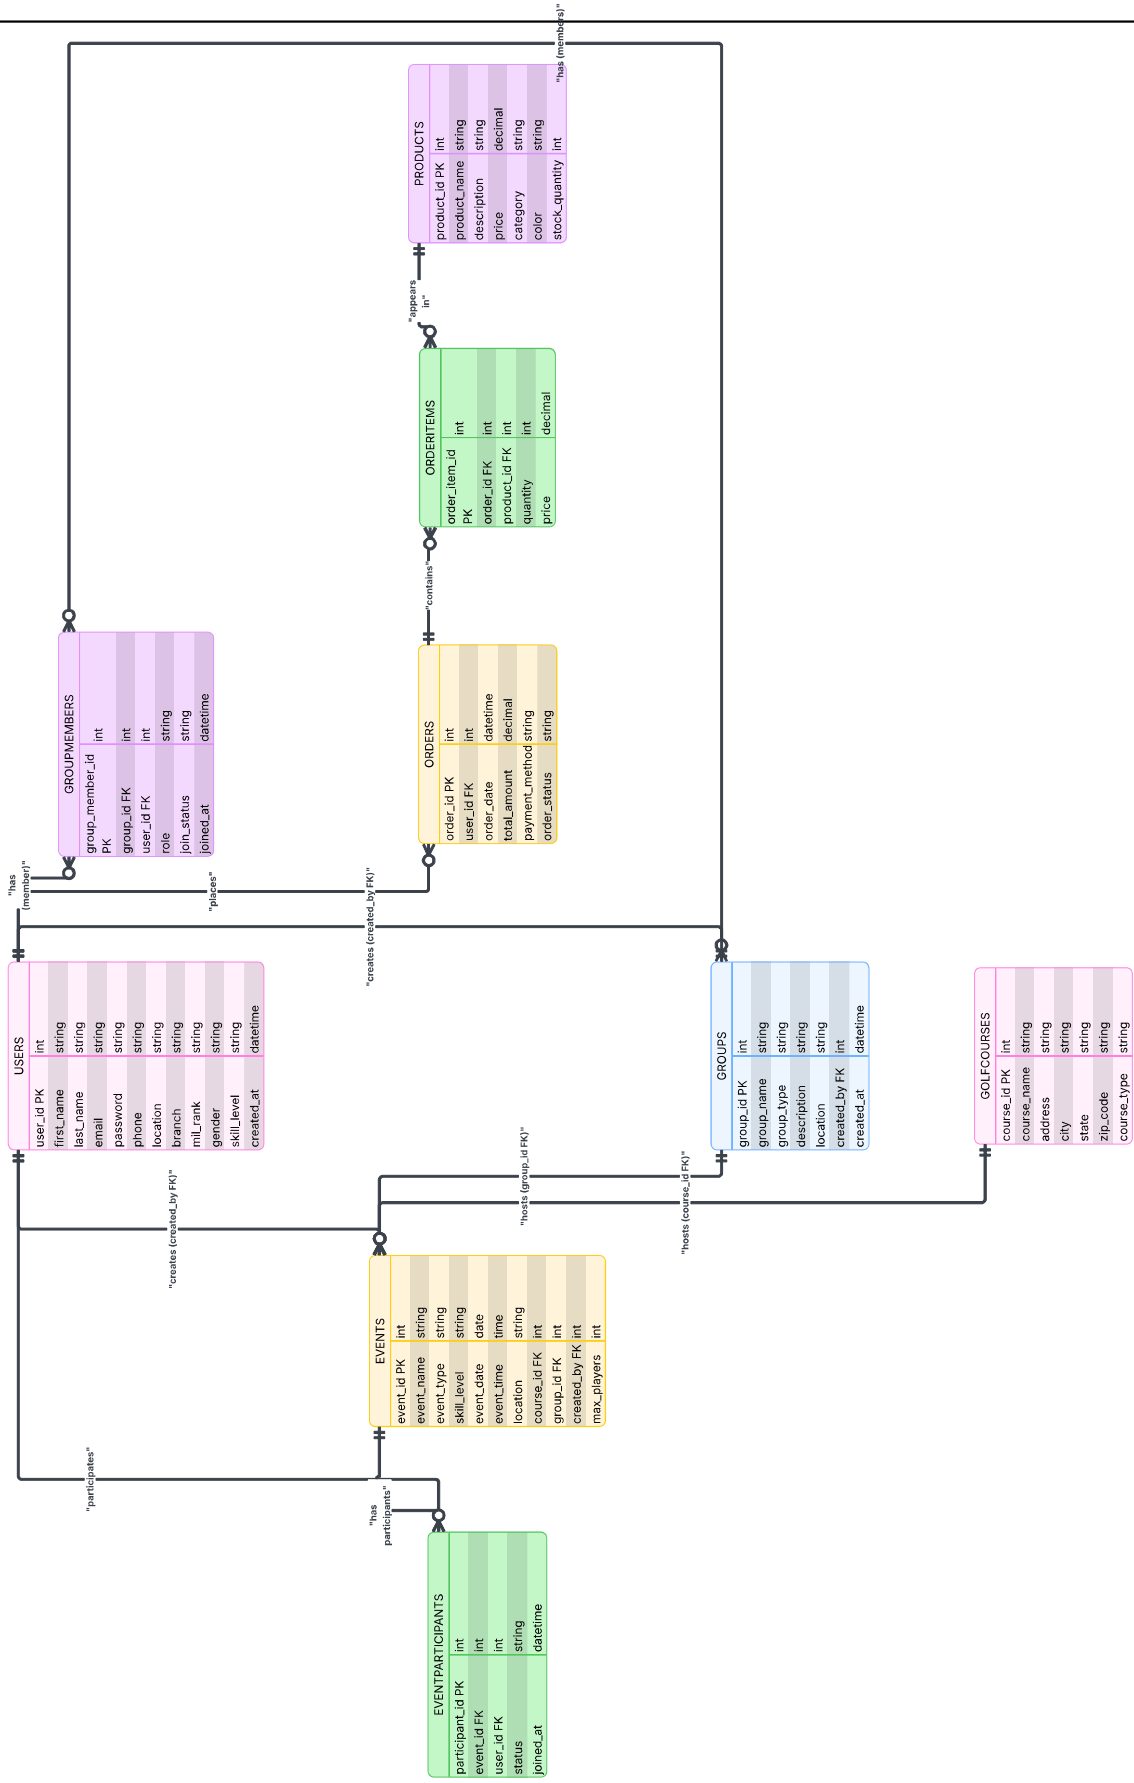 "has (members)"
PRODUCTS
product_id PK int
product_name string
description string
price decimal
category string
color string
stock_quantity int
"appears
in"
ORDERITEMS
order_item_id int
PK
order_id FK int
product_id FK int
quantity int
price decimal
"contains"
GROUPMEMBERS
group_member_id int
PK
group_id FK int
user_id FK int
role string
join_status string
joined_at datetime
ORDERS
order_id PK int
user_id FK int
order_date datetime
total_amount decimal
payment_method string
order_status string
"has
(member)"
"places"
"creates (created_by FK)"
USERS
user_id PK int
first_name string
last_name string
email string
password string
phone string
location string
branch string
mil_rank string
gender string
skill_level string
created_at datetime
GROUPS
group_id PK int
group_name string
group_type string
description string
location string
created_by FK int
created_at datetime
GOLFCOURSES
course_id PK int
course_name string
address string
city string
state string
zip_code string
course_type string
"creates (created_by FK)"
"hosts (group_id FK)"
"hosts (course_id FK)"
EVENTS
event_id PK int
event_name string
event_type string
skill_level string
event_date date
event_time time
location string
course_id FK int
group_id FK int
created_by FK int
max_players int
"participates"
"has
participants"
EVENTPARTICIPANTS
participant_id PK int
event_id FK int
user_id FK int
status string
joined_at datetime